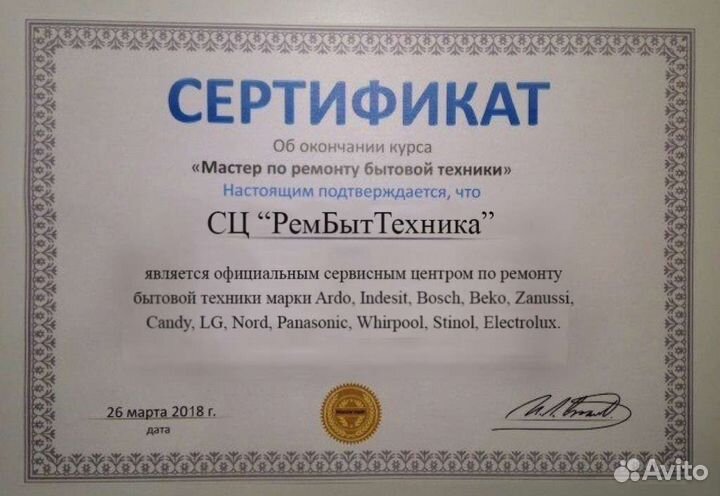 СЕРТИФИКАТ
Об окончании курса
«Мастер по ремонту бытовой техники»
Настоящим подтверждается, что
СЦ “РемБытТехника”
является официальным сервисным центром по ремонту
бытовой техники марки Ardo, Indesit, Bosch, Beko, Zanussi,
Candy, LG, Nord, Panasonic, Whirpool, Stinol, Electrolux.
26 марта 2018 г.
дата
Avito